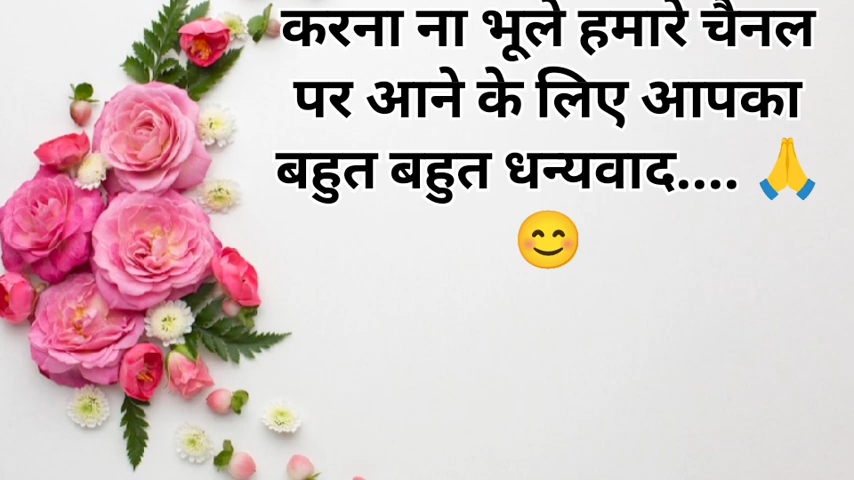 करना ना भूले हमारे चैनल
पर आने के लिए आपका
बहुत बहुत धन्यवाद.... 🙏
😊